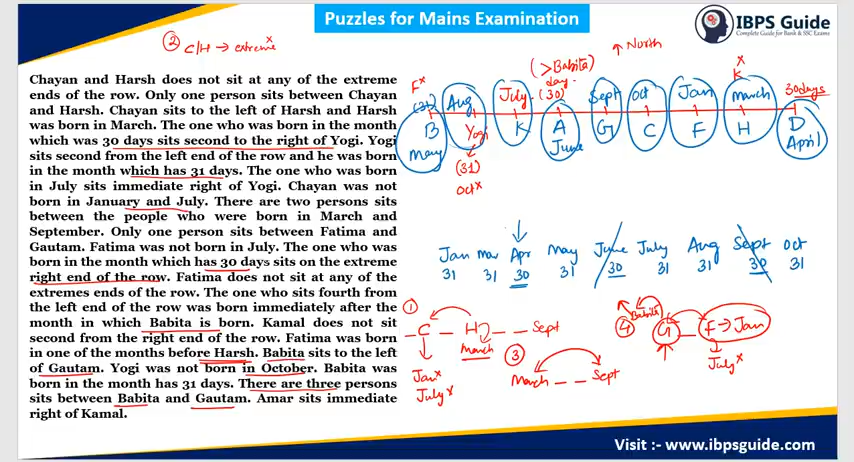 Puzzles for Mains Examination
IBPS Guide
Complete Guide for Bank & SSC Exams
② C/H → extreme x
Chayan and Harsh does not sit at any of the extreme
ends of the row. Only one person sits between Chayan
and Harsh. Chayan sits to the left of Harsh and Harsh
was born in March. The one who was born in the month
which was 30 days sits second to the right of Yogi. Yogi
sits second from the left end of the row and he was born
in the month which has 31 days. The one who was born
in July sits immediate right of Yogi. Chayan was not
born in January and July. There are two persons sits
between the people who were born in March and
September. Only one person sits between Fatima and
Gautam. Fatima was not born in July. The one who was
born in the month which has 30 days sits on the extreme
right end of the row. Fatima does not sit at any of the
extremes ends of the row. The one who sits fourth from
the left end of the row was born immediately after the
month in which Babita is born. Kamal does not sit
second from the right end of the row. Fatima was born
in one of the months before Harsh. Babita sits to the left
of Gautam. Yogi was not born in October. Babita was
born in the month has 31 days. There are three persons
sits between Babita and Gautam. Amar sits immediate
right of Kamal.
↑ North
(>Babita)
day.
F x
(31) Aug July (30) Sept Oct Jan x K March 30 days
B Yogi K A G C F H D
May (31) June April
Oct x
Jan Mar Apr May June July Aug Sept Oct
31 31 30 31 30 31 31 30 31
① _ C _ H _ _ Sept
March
Jan x
July x
③ March _ _ Sept
④ Babita G _ F → Jan
July x
Visit :- www.ibpsguide.com